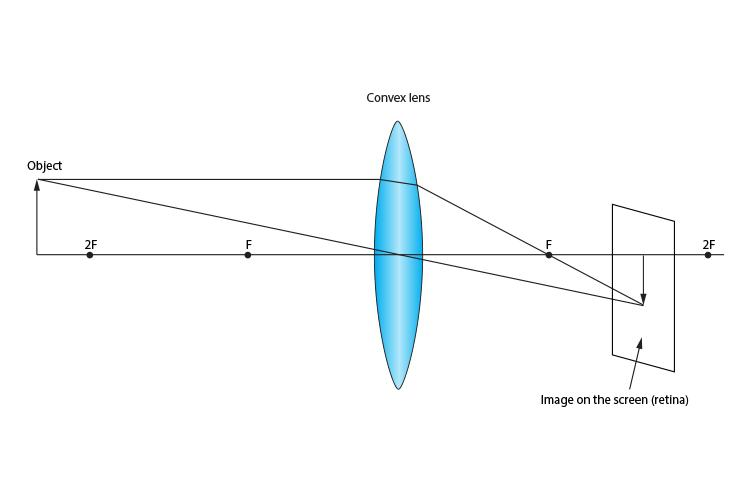 Convex lens
Object
2F
F
F
2F
Image on the screen (retina)